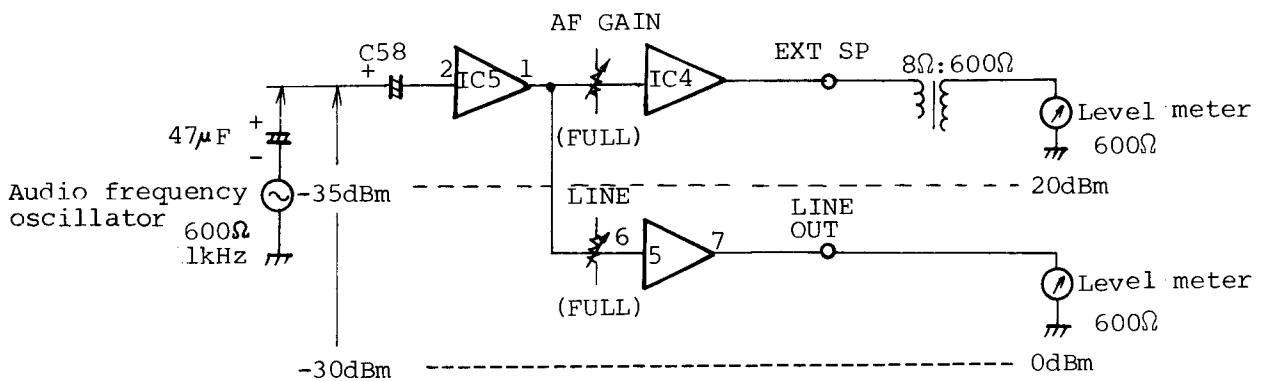 AF GAIN
C58
+
2
IC5
1
IC4
EXT SP
8Ω:600Ω
47μF
+
-
(FULL)
Level meter
600Ω
Audio frequency
oscillator
600Ω
1kHz
-35dBm
20dBm
LINE
6
5
7
LINE
OUT
(FULL)
Level meter
600Ω
-30dBm
0dBm